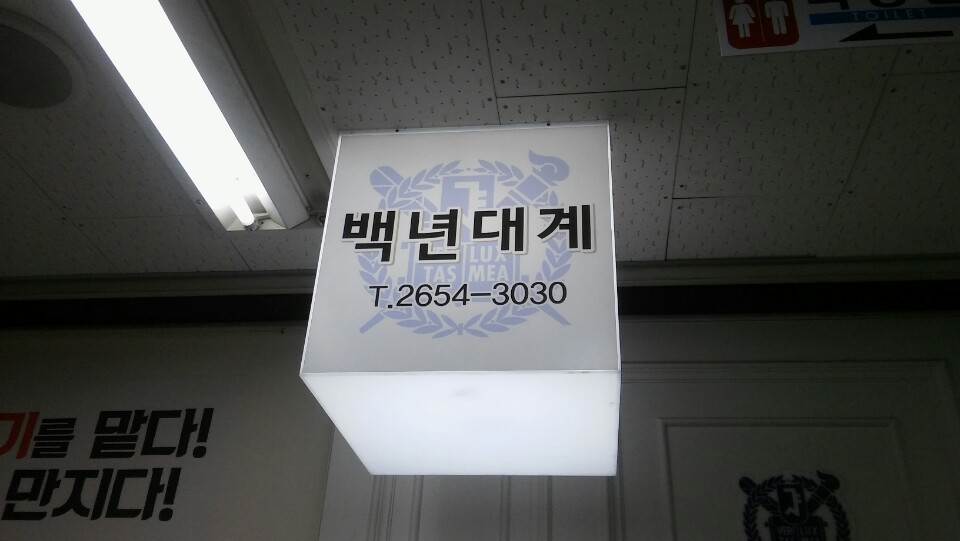 TOILET
백년대계
LUX
TAS MEA
T.2654-3030
기를 맡다!
만지다!